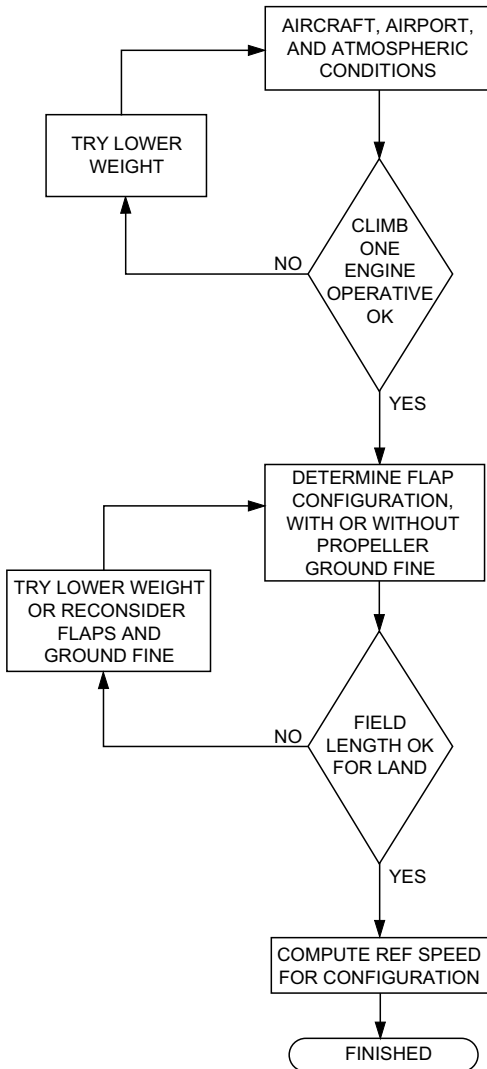 AIRCRAFT, AIRPORT,
AND ATMOSPHERIC
CONDITIONS
TRY LOWER
WEIGHT
CLIMB
ONE
ENGINE
OPERATIVE
OK
NO
YES
DETERMINE FLAP
CONFIGURATION,
WITH OR WITHOUT
PROPELLER
GROUND FINE
TRY LOWER WEIGHT
OR RECONSIDER
FLAPS AND
GROUND FINE
FIELD
LENGTH OK
FOR LAND
NO
YES
COMPUTE REF SPEED
FOR CONFIGURATION
FINISHED